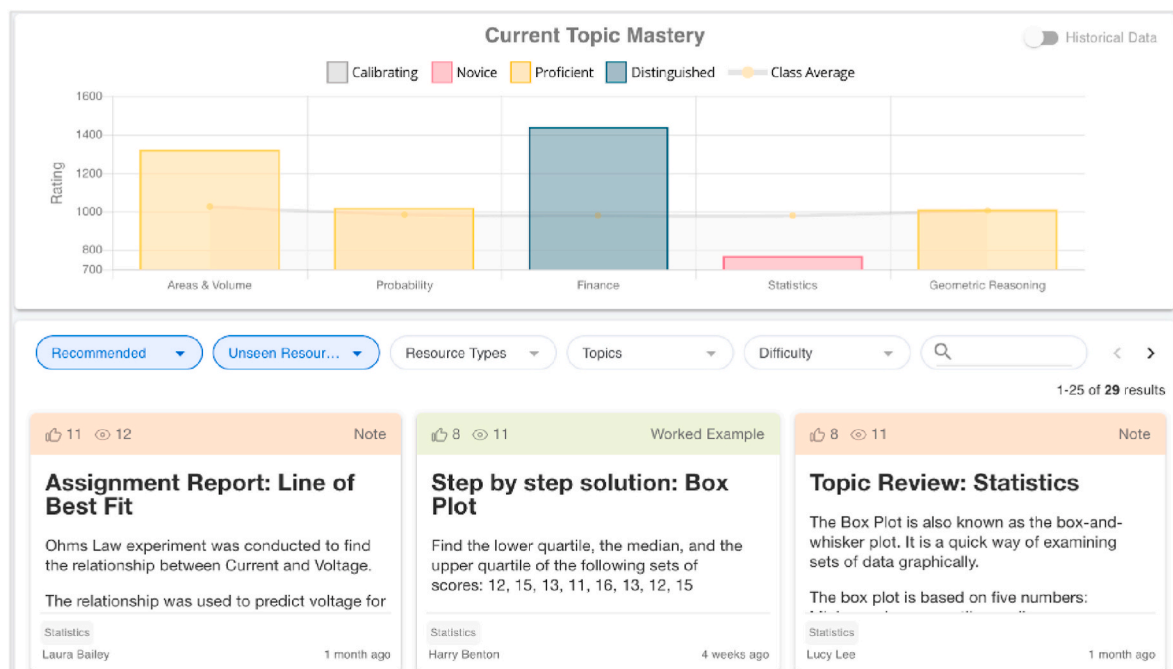 Current Topic Mastery
Historical Data
Calibrating Novice Proficient Distinguished Class Average
1600
1400
1200
1000
800
700
Rating
Areas & Volume Probability Finance Statistics Geometric Reasoning
Recommended Unseen Resour... Resource Types Topics Difficulty
1-25 of 29 results
11 12 Note
Assignment Report: Line of
Best Fit
Ohms Law experiment was conducted to find
the relationship between Current and Voltage.
The relationship was used to predict voltage for
Statistics
Laura Bailey 1 month ago
8 11 Worked Example
Step by step solution: Box
Plot
Find the lower quartile, the median, and the
upper quartile of the following sets of
scores: 12, 15, 13, 11, 16, 13, 12, 15
Statistics
Harry Benton 4 weeks ago
8 11 Note
Topic Review: Statistics
The Box Plot is also known as the box-and-
whisker plot. It is a quick way of examining
sets of data graphically.
The box plot is based on five numbers:
Statistics
Lucy Lee 1 month ago